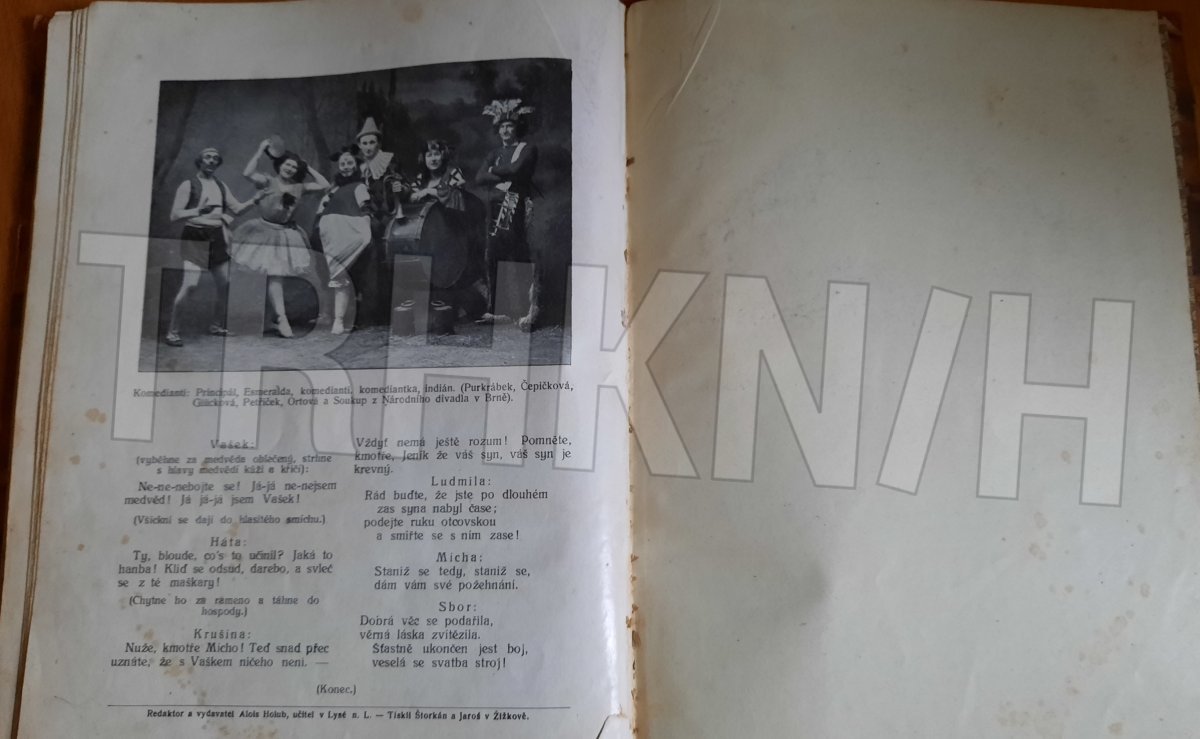 TRHKN/H
Komedianti: Principál, Esmeralda, komedianti, komediantka, indián. (Purkrábek, Čepičková,
Glücková, Petříček, Ortová a Soukup z Národního divadla v Brně).
Vašek:
(vyběhne za medvěda oblečený, strhne
s hlavy medvědí kůži a křičí):
Ne-ne-nebojte se! Já-já ne-nejsem
medvěd! Já já-já jsem Vašek!
(Všickni se dají do hlasitého smíchu.)
Háta:
Ty, bloude, co's to učinil? Jaká to
hanba! Kliď se odsud, darebo, a svleč
se z té maškary!
(Chytne ho za rameno a táhne do
hospody.)
Krušina:
Nuže, kmotře Micho! Teď snad přec
uznáte, že s Vaškem ničeho není. —
Vždyť nemá ještě rozum! Pomněte,
kmotře, Jeník že váš syn, váš syn je
krevný.
Ludmila:
Rád buďte, že jste po dlouhém
zas syna nabyl čase;
podejte ruku otcovskou
a smiřte se s ním zase!
Micha:
Staniž se tedy, staniž se,
dám vám své požehnání.
Sbor:
Dobrá věc se podařila,
věrná láska zvítězila.
Šťastně ukončen jest boj,
veselá se svatba stroj!
(Konec.)
Redaktor a vydavatel Alois Holub, učitel v Lysé n. L. — Tiskli Štorkán a Jaroš v Žižkově.